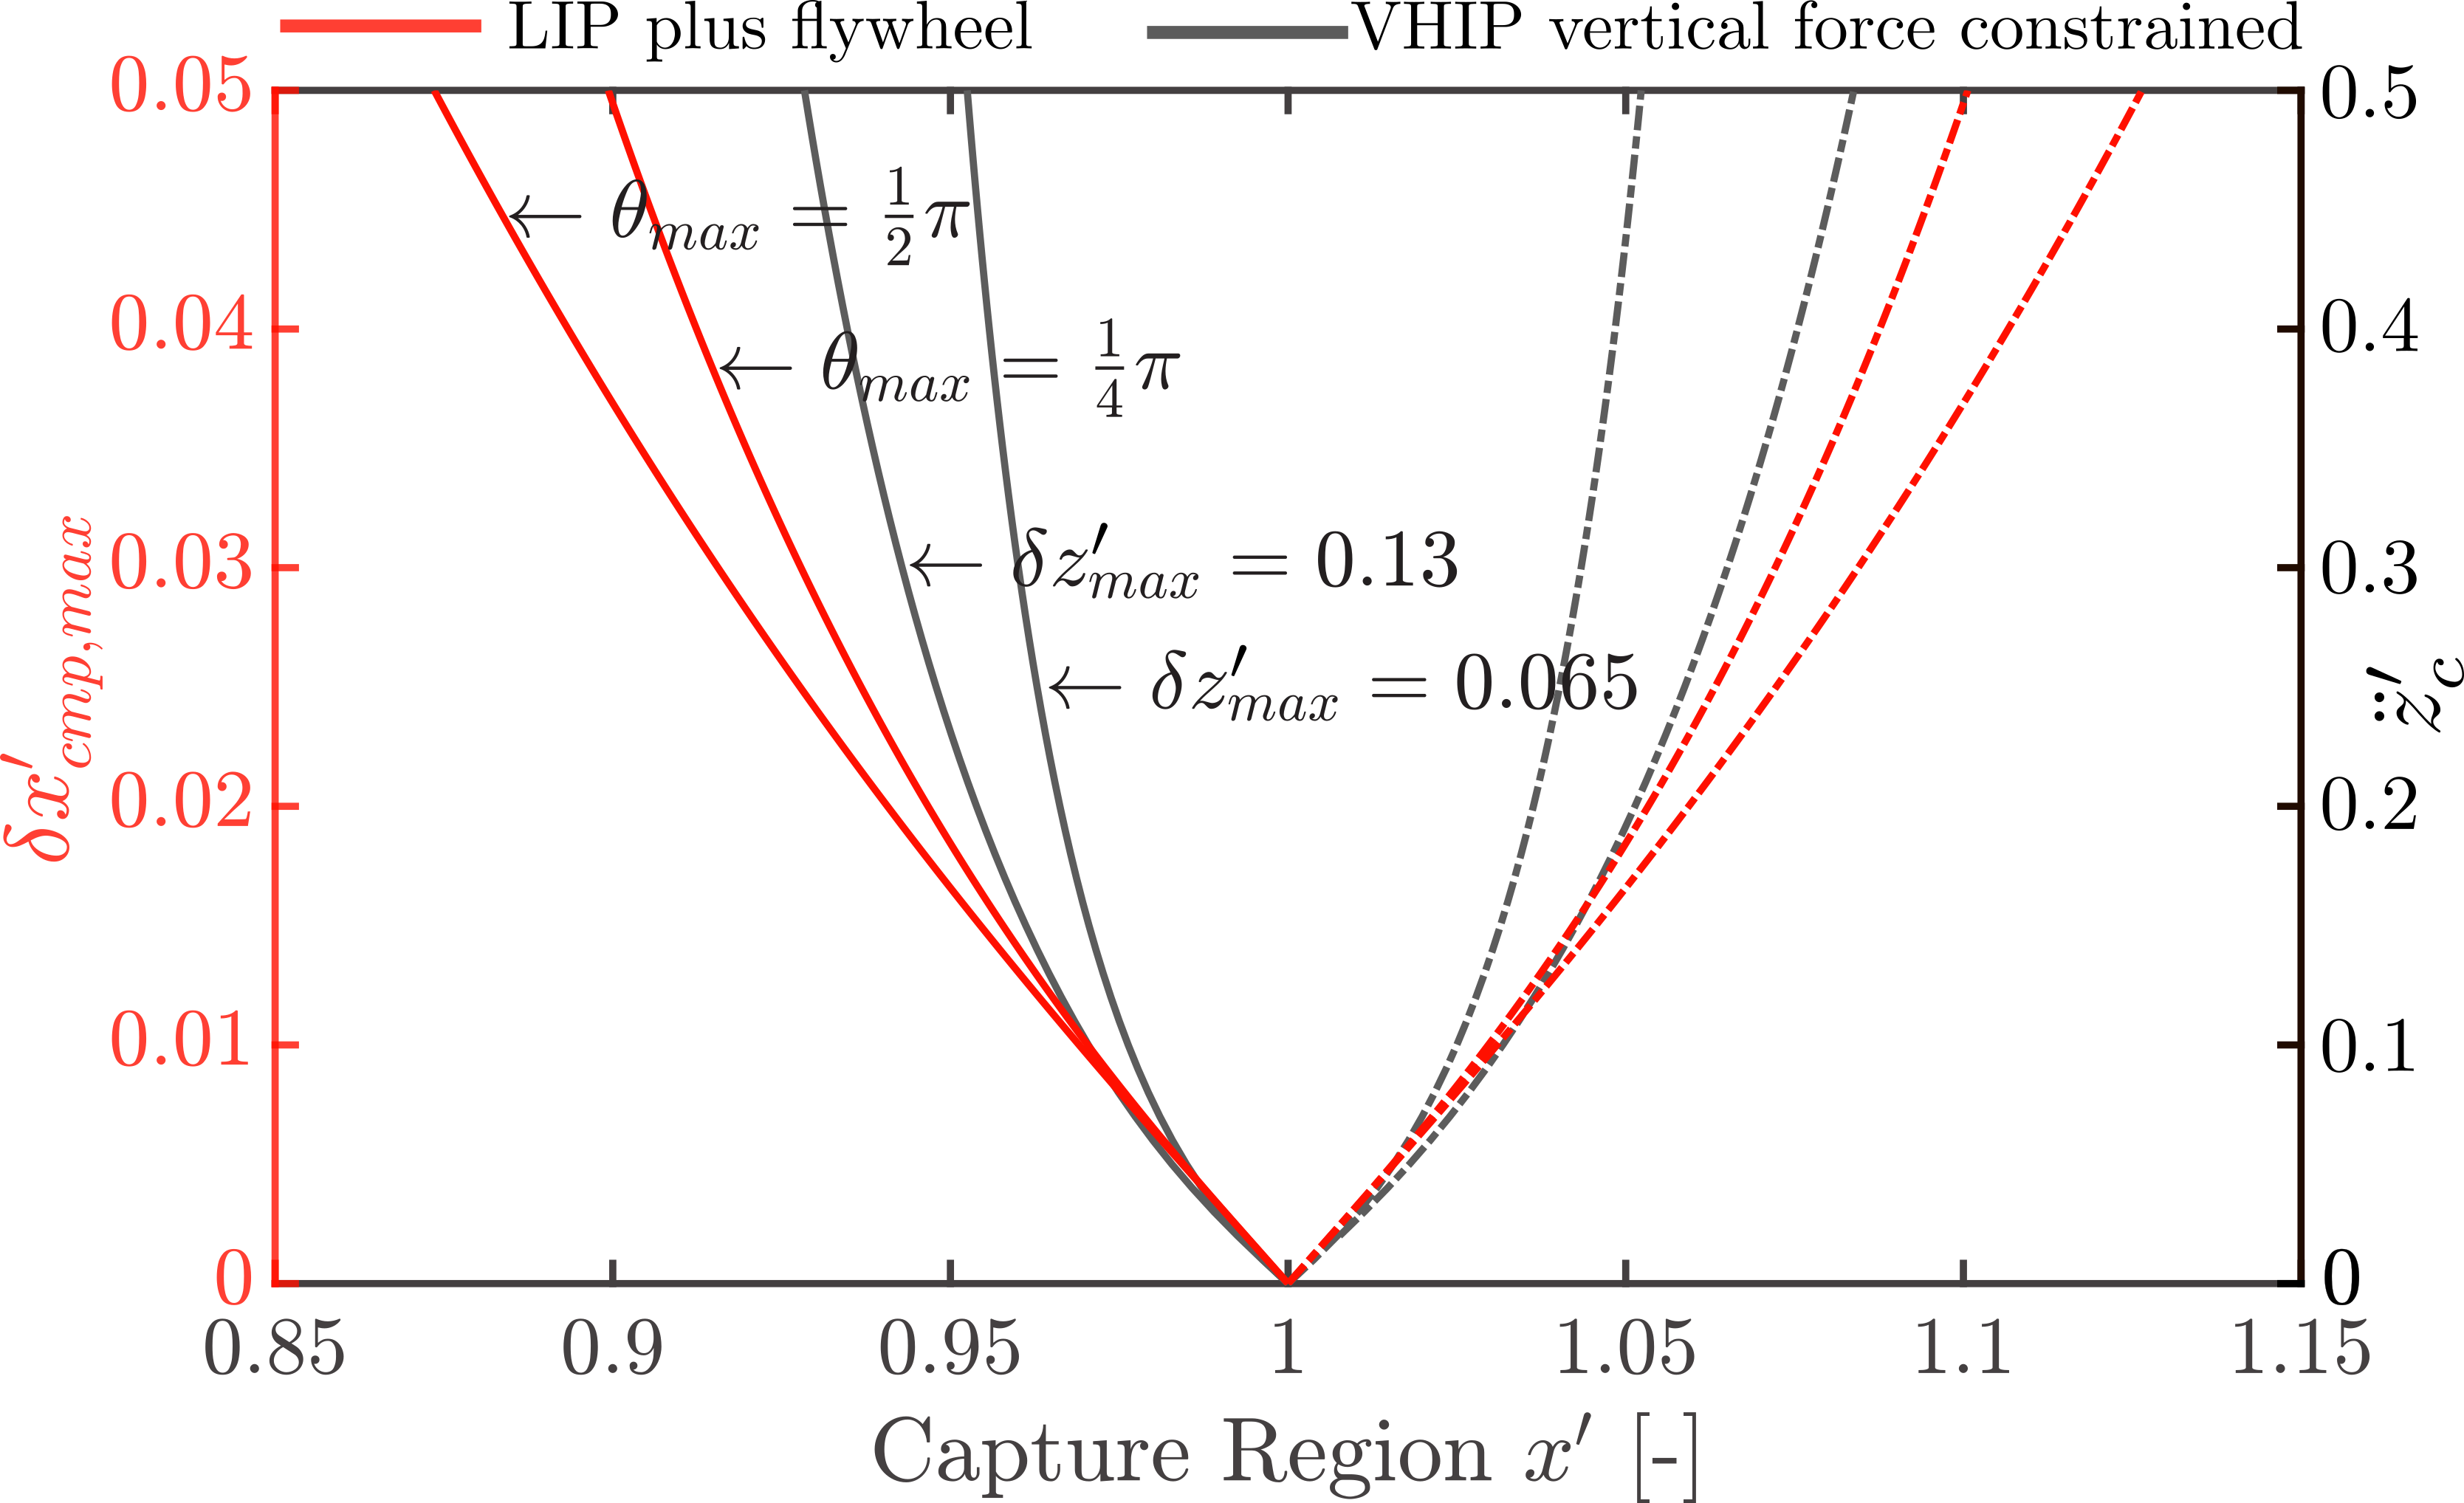 LIP plus flywheel VHIP vertical force constrained
0.05 0.5
← θmax = 1/2 π
0.04 0.4
← θmax = 1/4 π
0.03 ← δz′max = 0.13 0.3
← δz′max = 0.065
δx′cmp,max z̈′c
0.02 0.2
0.01 0.1
0 0
0.85 0.9 0.95 1 1.05 1.1 1.15
Capture Region x′ [-]